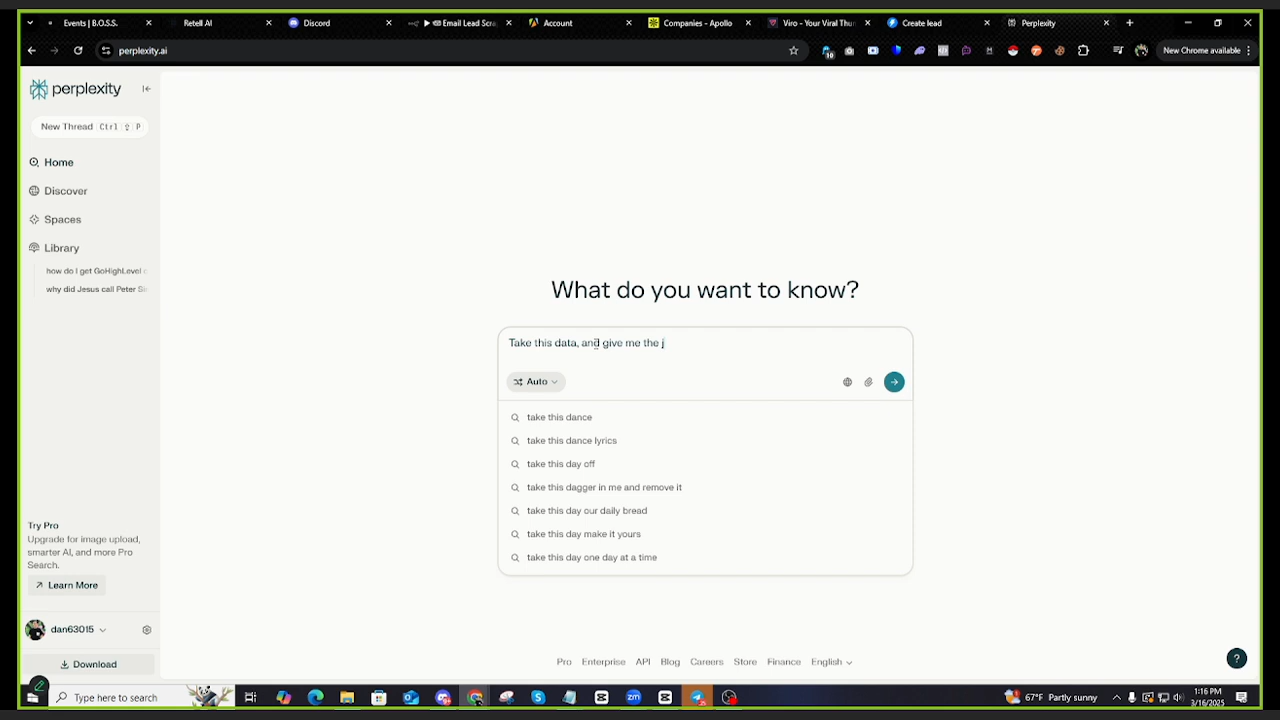 Events | B.O.S.S.
Retell AI
Discord
Email Lead Scra
Account
Companies - Apollo
Viro - Your Viral Thu
Create lead
Perplexity
perplexity.ai
19
New Chrome available
perplexity
New Thread Ctrl ⇧ P
Home
Discover
Spaces
Library
how do I get GoHighLevel c
why did Jesus call Peter Si
What do you want to know?
Take this data, and give me the j
Auto
take this dance
take this dance lyrics
take this day off
take this dagger in me and remove it
take this day our daily bread
take this day make it yours
take this day one day at a time
Try Pro
Upgrade for image upload,
smarter AI, and more Pro
Search.
Learn More
dan63015
Download
Pro Enterprise API Blog Careers Store Finance English
?
Type here to search
67°F Partly sunny
1:16 PM
3/16/2025